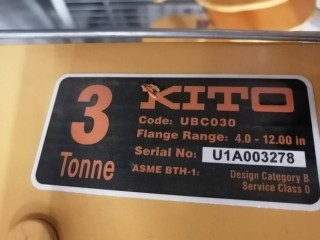 3
Tonne
KITO
Code: UBC030
Flange Range: 4.0 - 12.00 in
Serial No: U1A003278
ASME BTH-1: Design Category B
Service Class 0